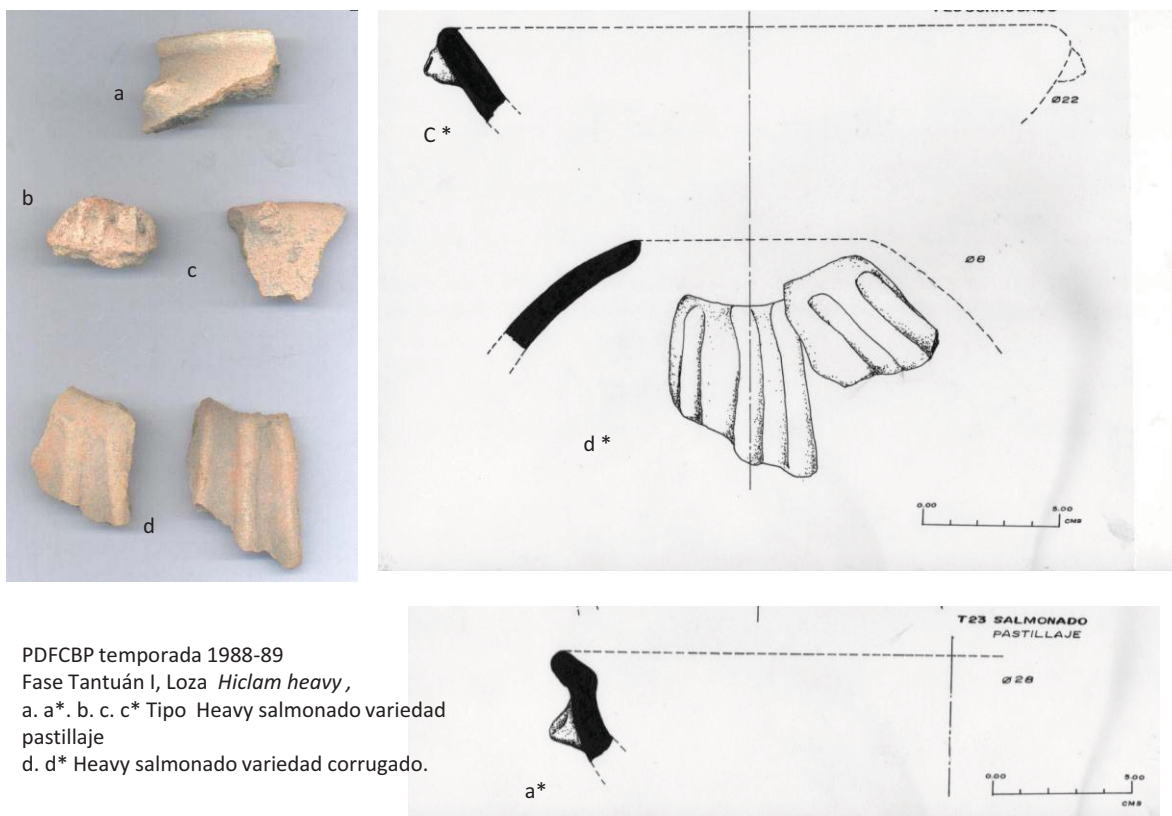 a
b
c
d
C *
Ø22
Ø8
d *
0.00
5.00
CMS
T23 SALMONADO
PASTILLAJE
Ø28
a*
0.00
5.00
CMS
PDFCBP temporada 1988-89
Fase Tantuán I, Loza Hiclam heavy ,
a. a*. b. c. c* Tipo Heavy salmonado variedad
pastillaje
d. d* Heavy salmonado variedad corrugado.